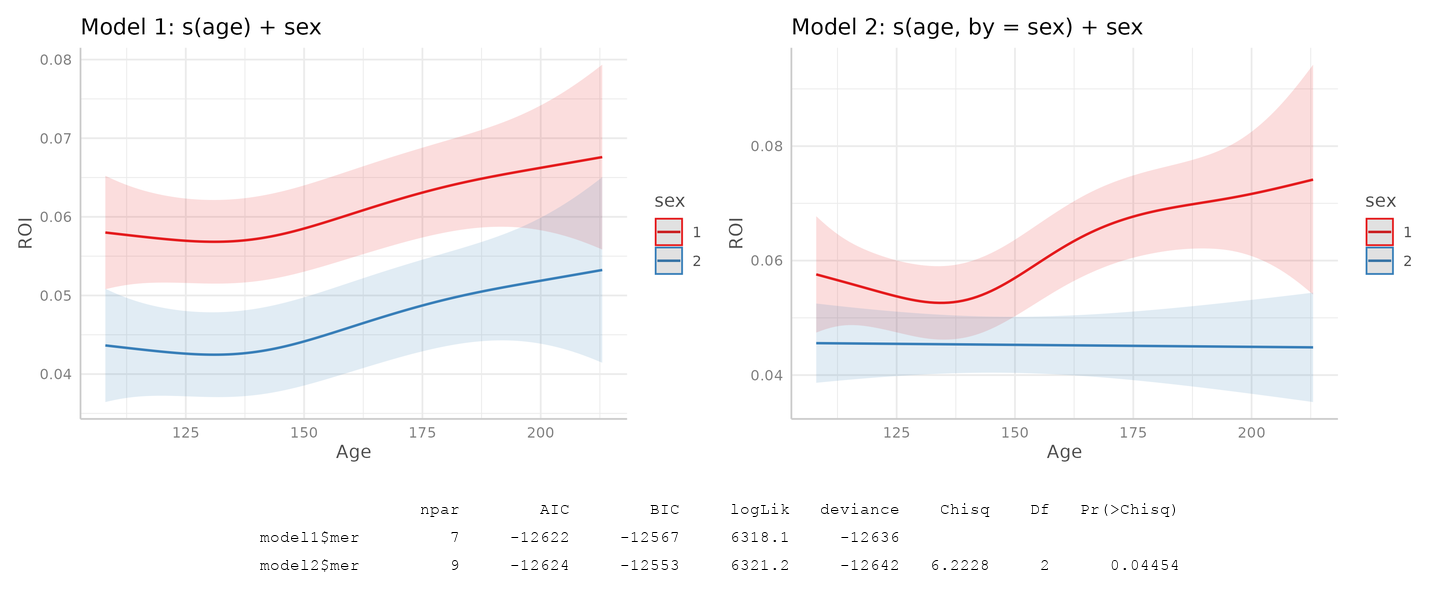 Model 1: s(age) + sex
0.08
0.07
0.06
0.05
0.04
ROI
125 150 175 200
Age
sex
1
2
Model 2: s(age, by = sex) + sex
0.08
0.06
0.04
ROI
125 150 175 200
Age
sex
1
2
npar AIC BIC logLik deviance Chisq Df Pr(>Chisq)
model1$mer 7 -12622 -12567 6318.1 -12636
model2$mer 9 -12624 -12553 6321.2 -12642 6.2228 2 0.04454